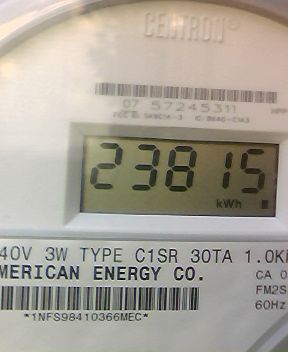 CENTRON®
07 57245311
23815
kWh
40V 3W TYPE C1SR 30TA 1.0K
MERICAN ENERGY CO.
CA 0
FM2S
60Hz
*1NFS98410366MEC*